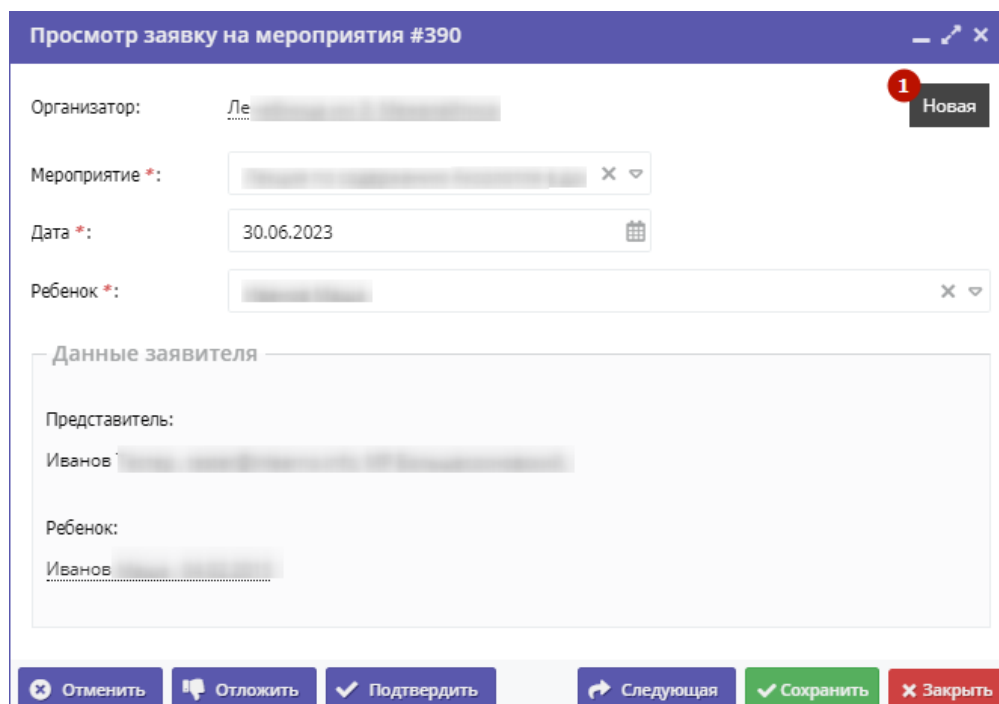 Просмотр заявку на мероприятия #390
Организатор: Ле
1
Новая
Мероприятие *:
Дата *: 30.06.2023
Ребенок *:
Данные заявителя
Представитель:
Иванов
Ребенок:
Иванов
Отменить Отложить Подтвердить Следующая Сохранить Закрыть